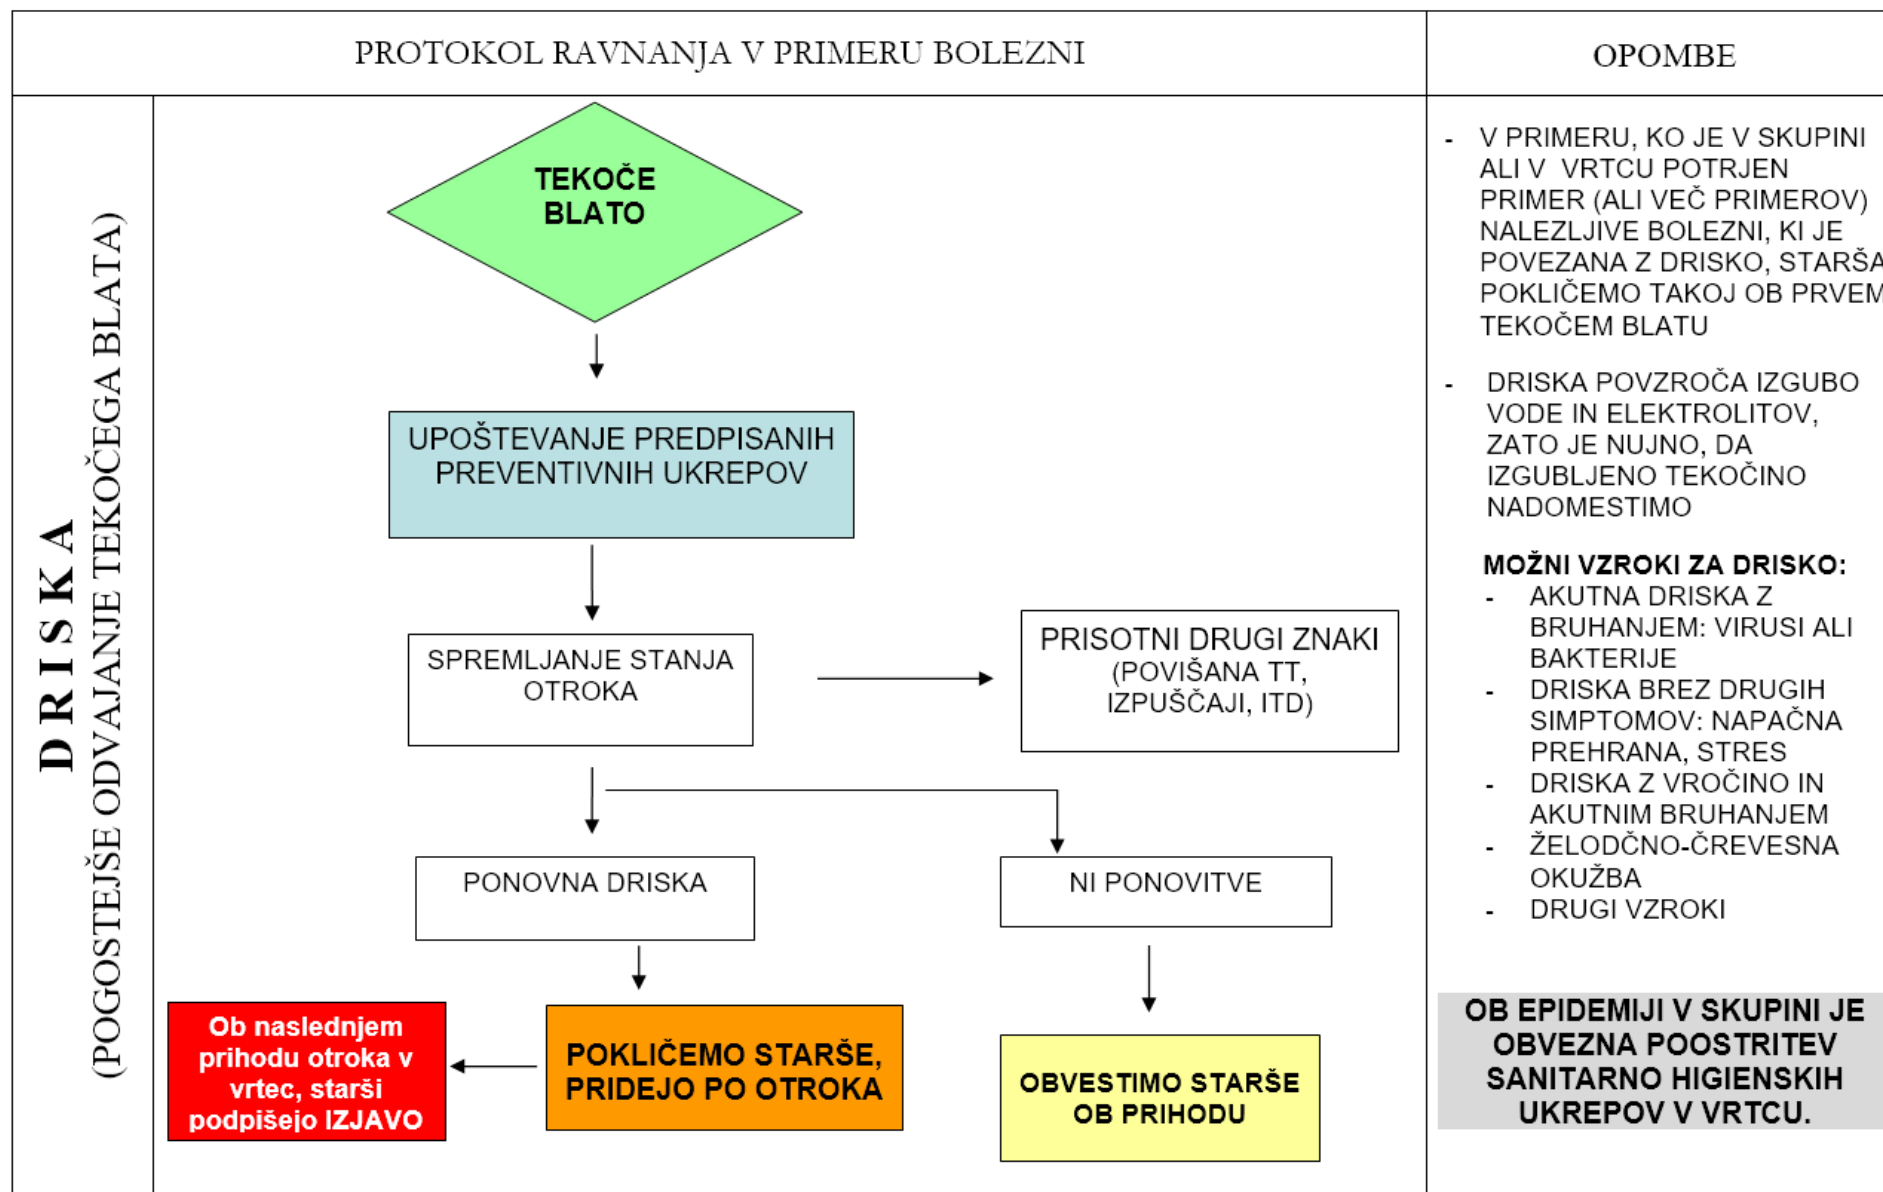 PROTOKOL RAVNANJA V PRIMERU BOLEZNI
OPOMBE
DRISKA
(POGOSTEJŠE ODVAJANJE TEKOČEGA BLATA)
TEKOČE
BLATO
UPOŠTEVANJE PREDPISANIH
PREVENTIVNIH UKREPOV
SPREMLJANJE STANJA
OTROKA
PRISOTNI DRUGI ZNAKI
(POVIŠANA TT,
IZPUŠČAJI, ITD)
PONOVNA DRISKA
NI PONOVITVE
Ob naslednjem
prihodu otroka v
vrtec, starši
podpišejo IZJAVO
POKLIČEMO STARŠE,
PRIDEJO PO OTROKA
OBVESTIMO STARŠE
OB PRIHODU
- V PRIMERU, KO JE V SKUPINI
ALI V VRTCU POTRJEN
PRIMER (ALI VEČ PRIMEROV)
NALEZLJIVE BOLEZNI, KI JE
POVEZANA Z DRISKO, STARŠA
POKLIČEMO TAKOJ OB PRVEM
TEKOČEM BLATU
- DRISKA POVZROČA IZGUBO
VODE IN ELEKTROLITOV,
ZATO JE NUJNO, DA
IZGUBLJENO TEKOČINO
NADOMESTIMO
MOŽNI VZROKI ZA DRISKO:
- AKUTNA DRISKA Z
BRUHANJEM: VIRUSI ALI
BAKTERIJE
- DRISKA BREZ DRUGIH
SIMPTOMOV: NAPAČNA
PREHRANA, STRES
- DRISKA Z VROČINO IN
AKUTNIM BRUHANJEM
- ŽELODČNO-ČREVESNA
OKUŽBA
- DRUGI VZROKI
OB EPIDEMIJI V SKUPINI JE
OBVEZNA POOSTRITEV
SANITARNO HIGIENSKIH
UKREPOV V VRTCU.